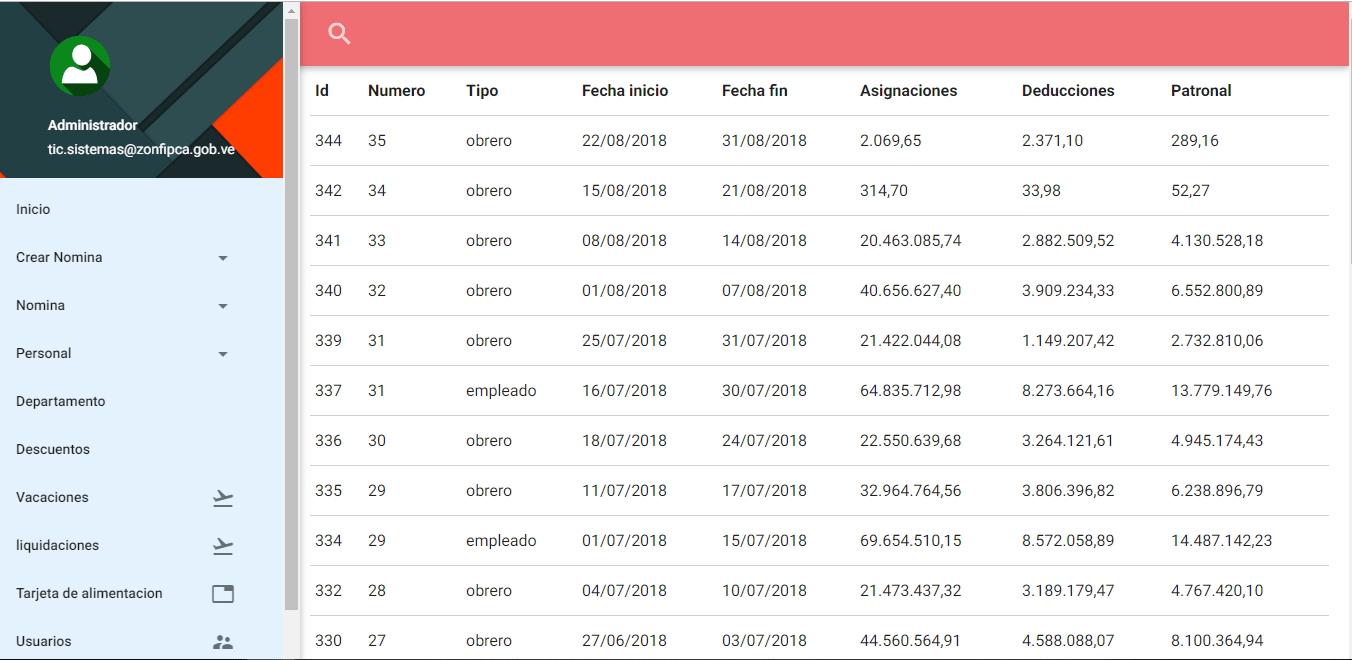 Administrador
tic.sistemas@zonfipca.gob.ve
Inicio
Crear Nomina
Nomina
Personal
Departamento
Descuentos
Vacaciones
liquidaciones
Tarjeta de alimentacion
Usuarios
Id Numero Tipo Fecha inicio Fecha fin Asignaciones Deducciones Patronal
344 35 obrero 22/08/2018 31/08/2018 2.069,65 2.371,10 289,16
342 34 obrero 15/08/2018 21/08/2018 314,70 33,98 52,27
341 33 obrero 08/08/2018 14/08/2018 20.463.085,74 2.882.509,52 4.130.528,18
340 32 obrero 01/08/2018 07/08/2018 40.656.627,40 3.909.234,33 6.552.800,89
339 31 obrero 25/07/2018 31/07/2018 21.422.044,08 1.149.207,42 2.732.810,06
337 31 empleado 16/07/2018 30/07/2018 64.835.712,98 8.273.664,16 13.779.149,76
336 30 obrero 18/07/2018 24/07/2018 22.550.639,68 3.264.121,61 4.945.174,43
335 29 obrero 11/07/2018 17/07/2018 32.964.764,56 3.806.396,82 6.238.896,79
334 29 empleado 01/07/2018 15/07/2018 69.654.510,15 8.572.058,89 14.487.142,23
332 28 obrero 04/07/2018 10/07/2018 21.473.437,32 3.189.179,47 4.767.420,10
330 27 obrero 27/06/2018 03/07/2018 44.560.564,91 4.588.088,07 8.100.364,94